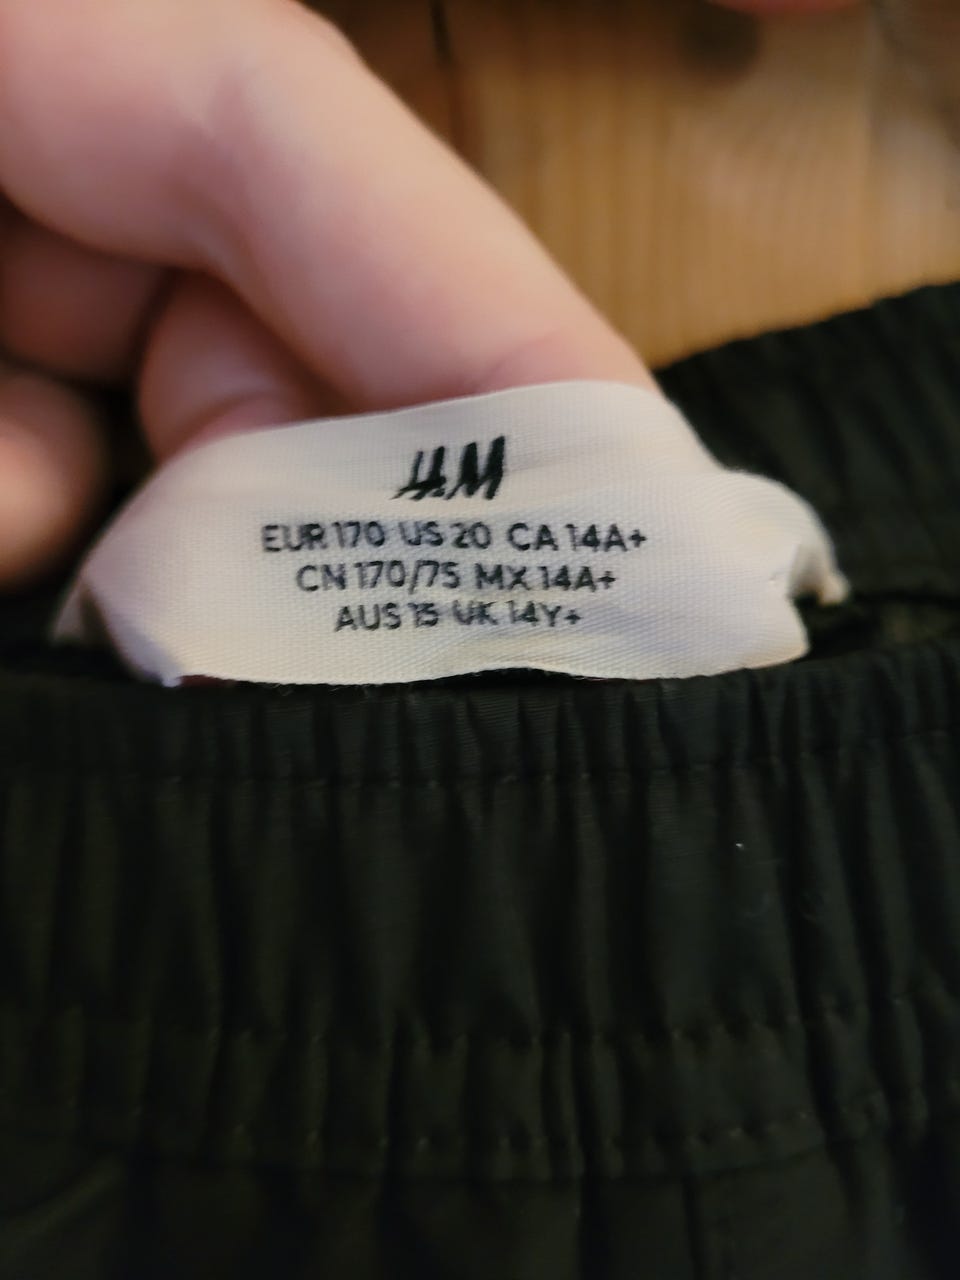 H&M
EUR 170 US 20 CA 14A+
CN 170/75 MX 14A+
AUS 15 UK 14Y+